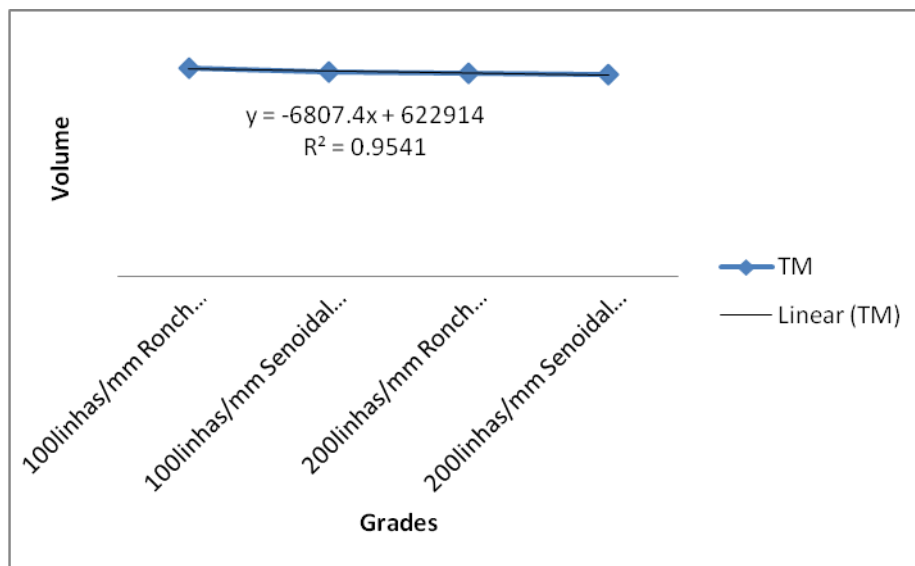 Volume
y = -6807.4x + 622914
R² = 0.9541
100linhas/mm Ronch...
100linhas/mm Senoidal...
200linhas/mm Ronch...
200linhas/mm Senoidal...
Grades
TM
Linear (TM)